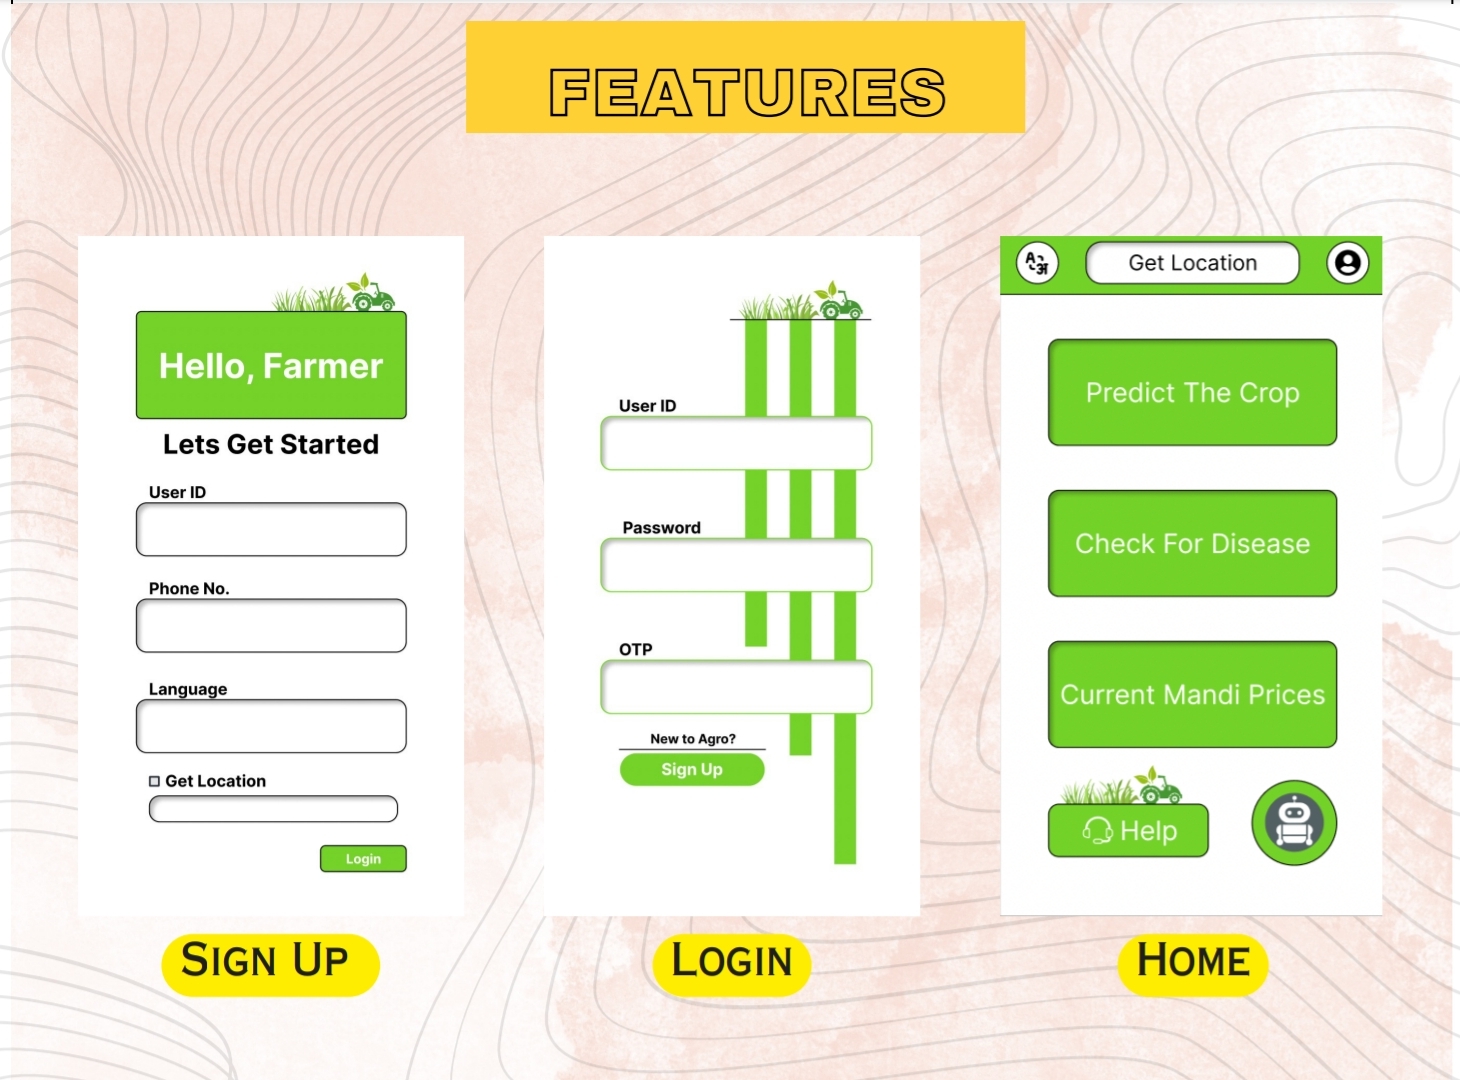 FEATURES
Hello, Farmer
Lets Get Started
User ID
Phone No.
Language
Get Location
Login
SIGN UP
User ID
Password
OTP
New to Agro?
Sign Up
LOGIN
A अ
Get Location
Predict The Crop
Check For Disease
Current Mandi Prices
Help
HOME